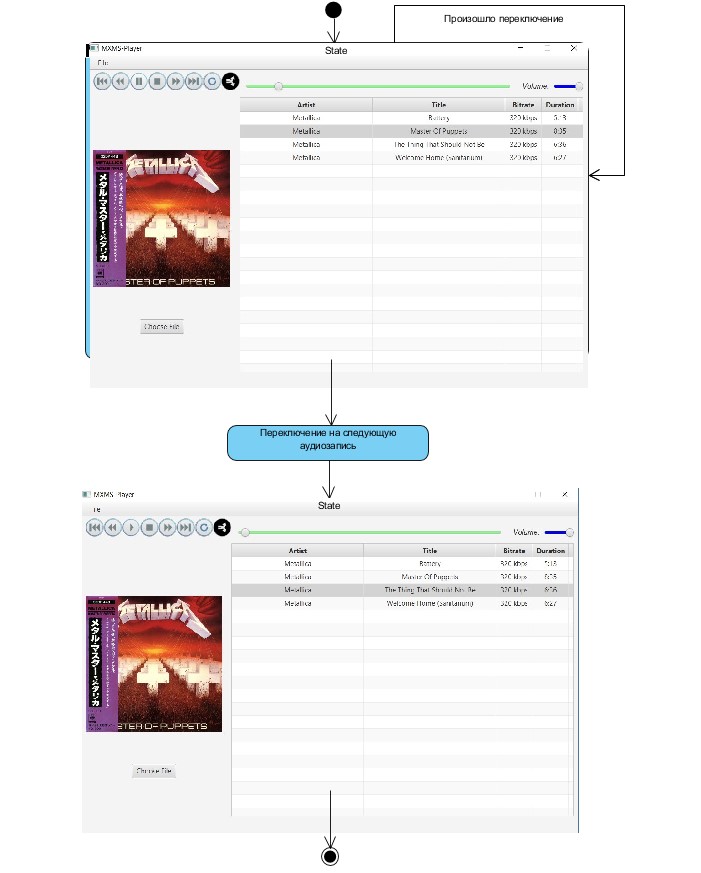 Произошло переключение
MXMS-Player
State
File
Volume:
Artist Title Bitrate Duration
Metallica Battery 320 kbps 5:13
Metallica Master Of Puppets 320 kbps 8:35
Metallica The Thing That Should Not Be 320 kbps 6:36
Metallica Welcome Home (Sanitarium) 320 kbps 6:27
METALLICA
メタル・マスター・メタリカ
STER OF PUPPETS
Choose File
Переключение на следующую
аудиозапись
MXMS-Player
State
Volume:
Artist Title Bitrate Duration
Metallica Battery 320 kbps 5:13
Metallica Master Of Puppets 320 kbps 8:35
Metallica The Thing That Should Not Be 320 kbps 6:36
Metallica Welcome Home (Sanitarium) 320 kbps 6:27
METALLICA
メタル・マスター・メタリカ
STER OF PUPPETS
Choose File